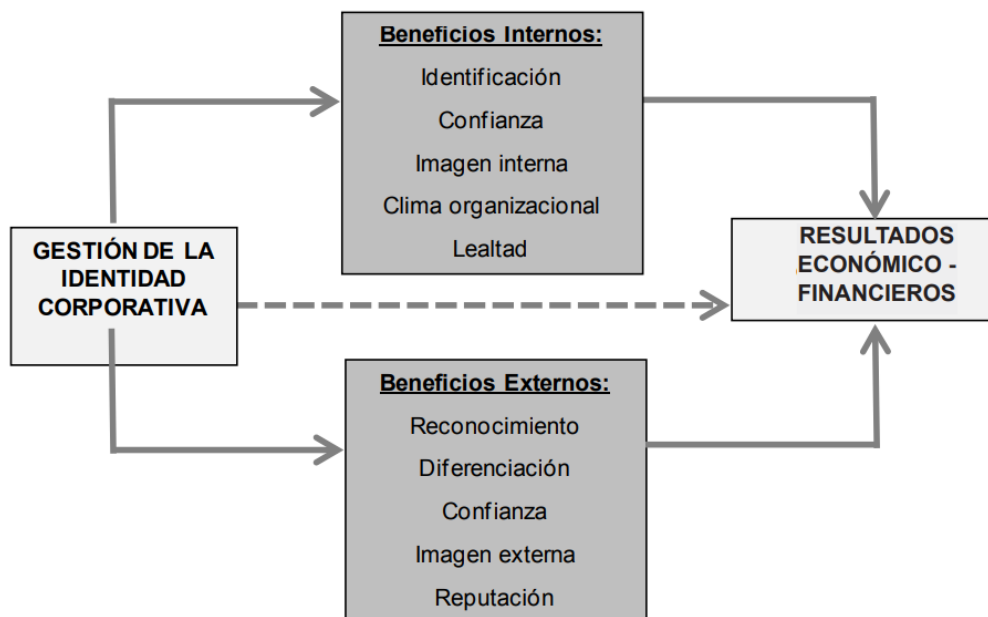 Beneficios Internos:
Identificación
Confianza
Imagen interna
Clima organizacional
Lealtad
GESTIÓN DE LA
IDENTIDAD
CORPORATIVA
RESULTADOS
ECONÓMICO -
FINANCIEROS
Beneficios Externos:
Reconocimiento
Diferenciación
Confianza
Imagen externa
Reputación